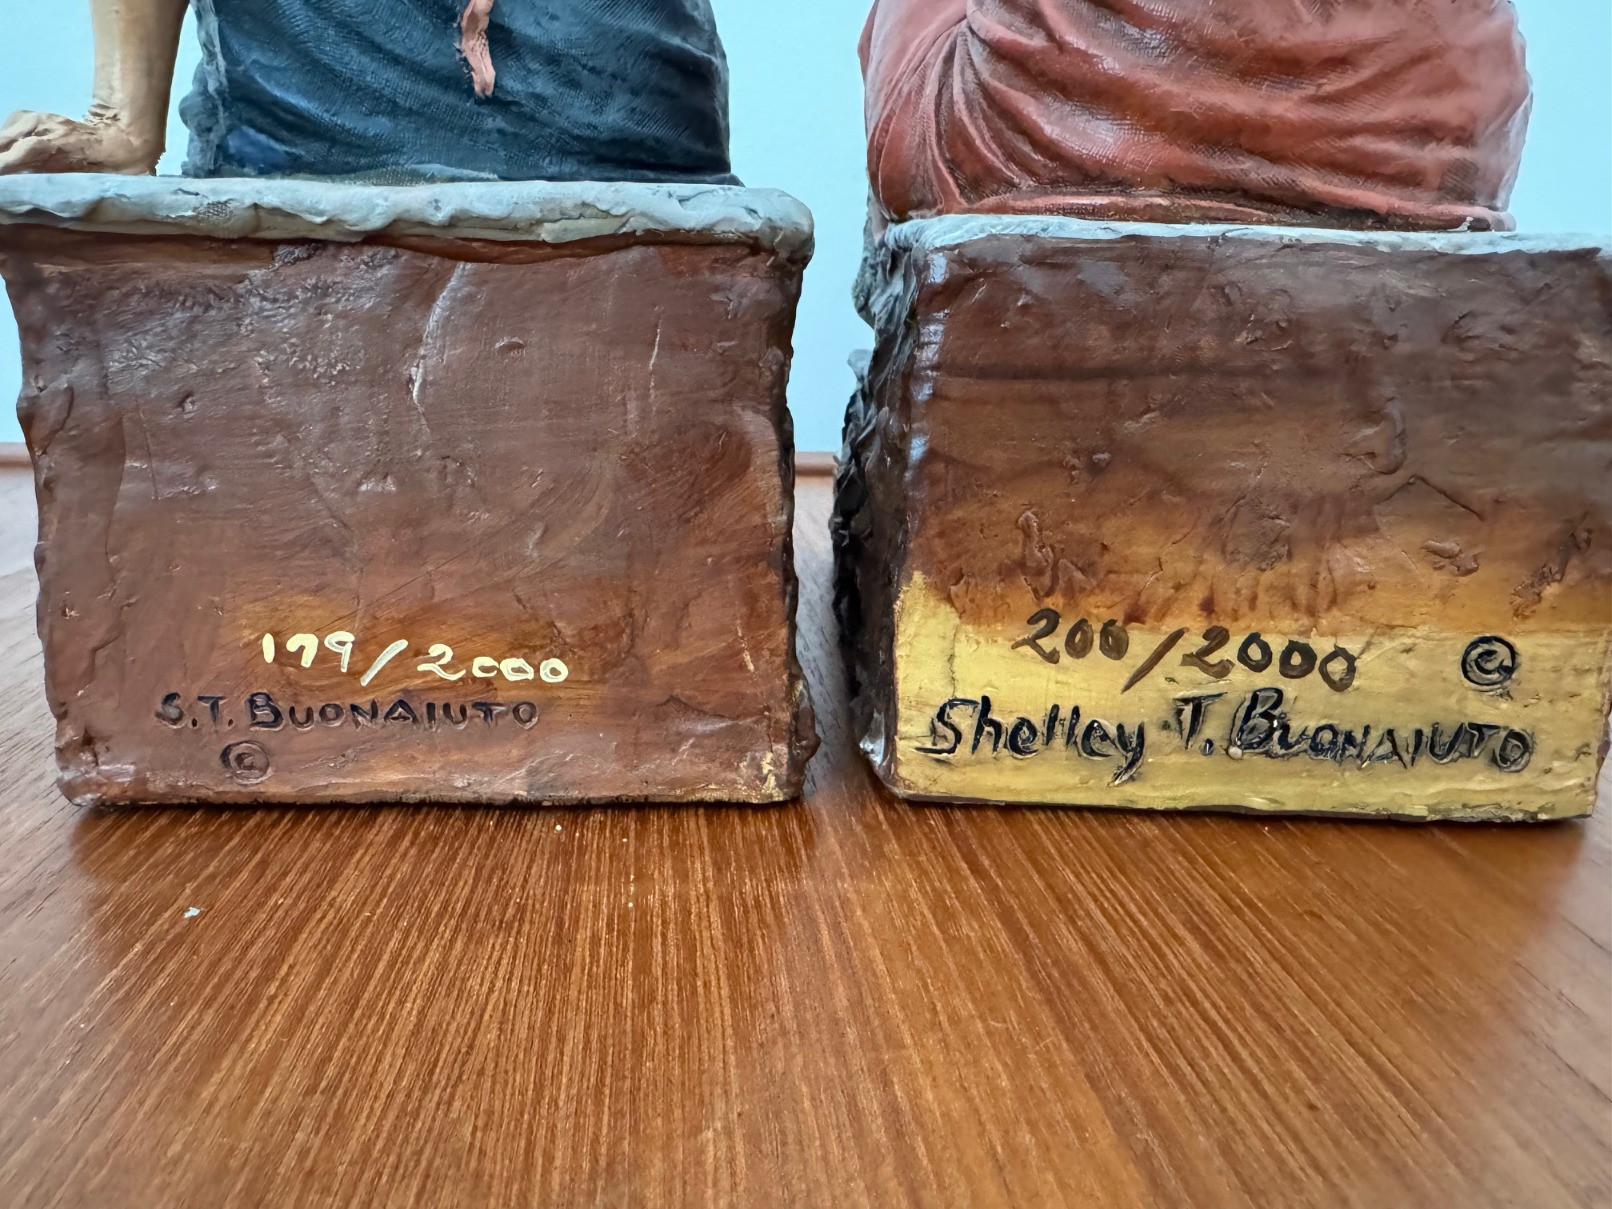 179/2000
S.T. BUONAIUTO
©
200/2000 ©
Shelley T. BUONAIUTO